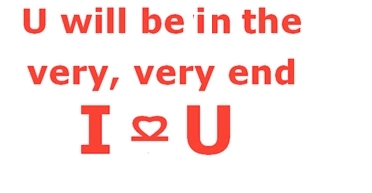 U will be in the
very, very end
I ♡ U